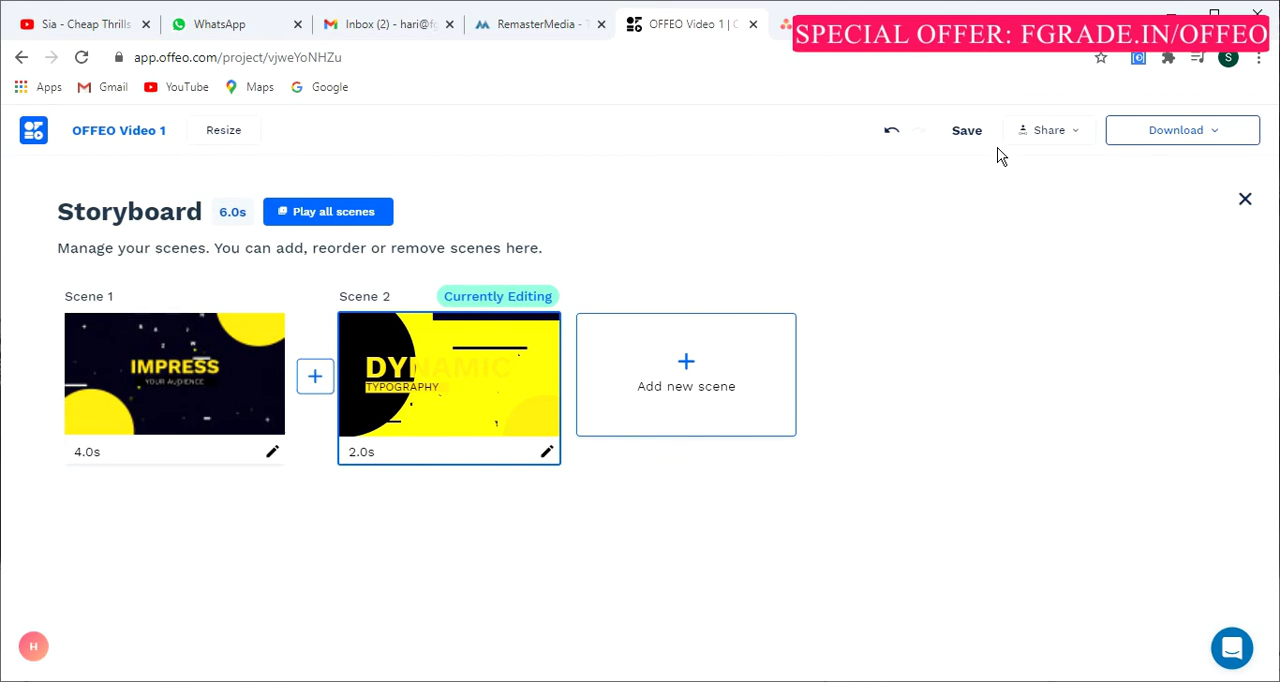 Sia - Cheap Thrills
WhatsApp
Inbox (2) - hari@fg
RemasterMedia - T
OFFEO Video 1 | C
SPECIAL OFFER: FGRADE.IN/OFFEO
app.offeo.com/project/vjweYoNHZu
S
Apps
Gmail
YouTube
Maps
Google
OFFEO Video 1
Resize
Save
Share
Download
Storyboard
6.0s
Play all scenes
Manage your scenes. You can add, reorder or remove scenes here.
Scene 1
Scene 2
Currently Editing
IMPRESS
YOUR AUDIENCE
DYNAMIC
TYPOGRAPHY
Add new scene
4.0s
2.0s
H